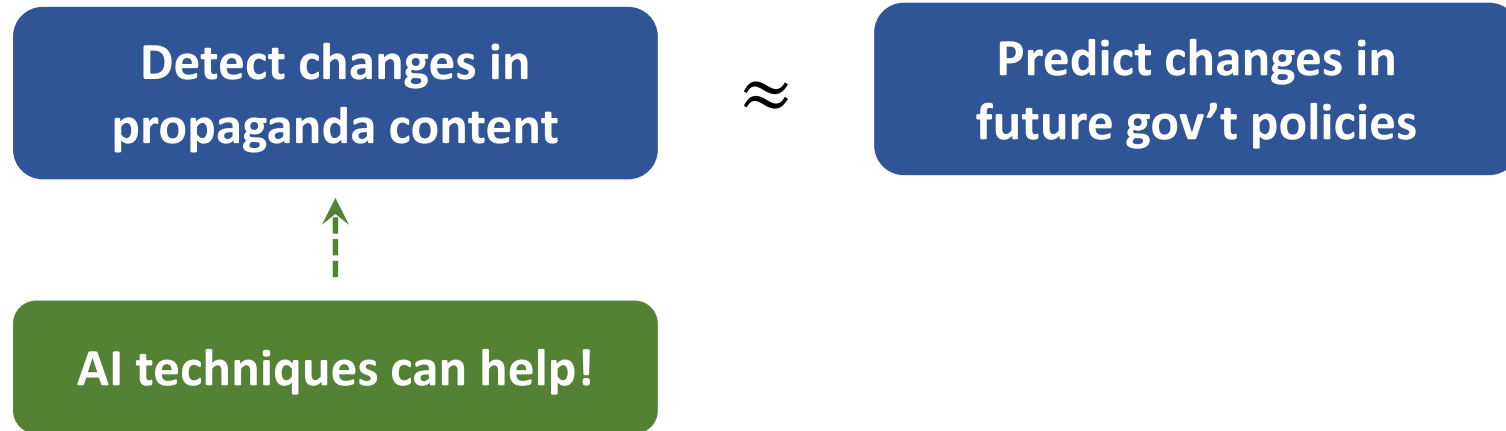 Detect changes in
propaganda content
≈
Predict changes in
future gov’t policies
AI techniques can help!